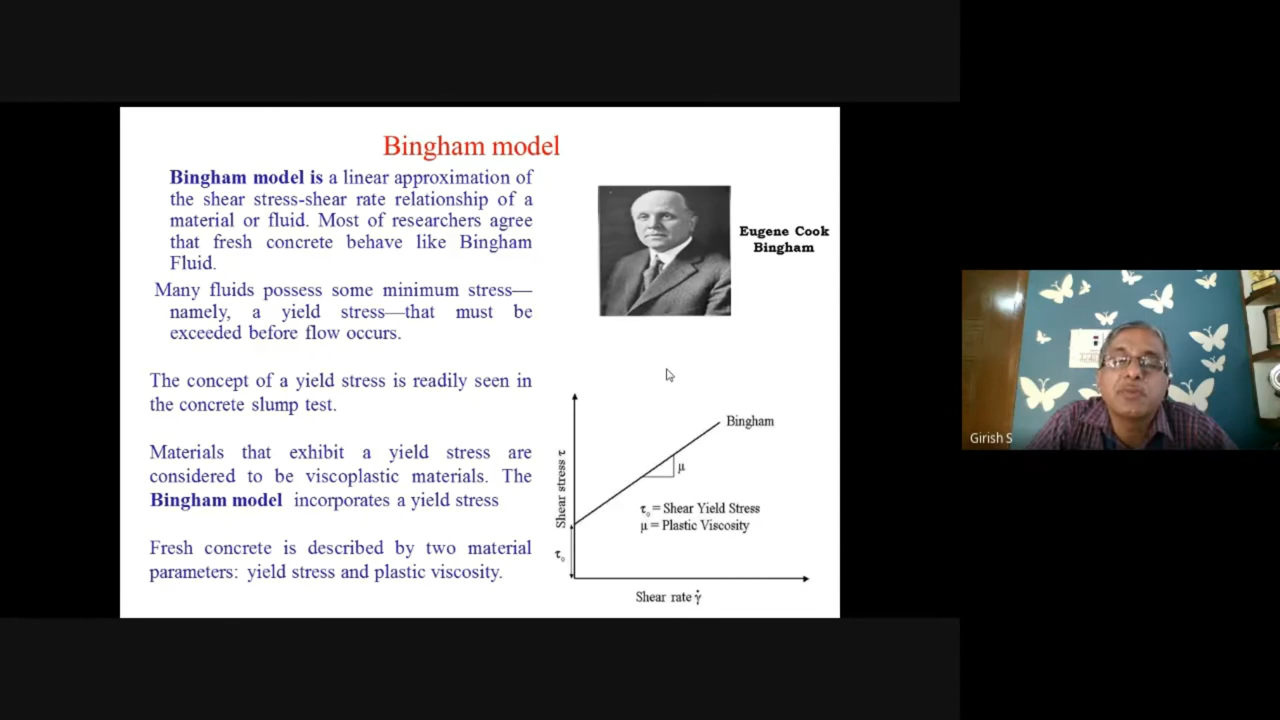 Bingham model
Bingham model is a linear approximation of
the shear stress-shear rate relationship of a
material or fluid. Most of researchers agree
that fresh concrete behave like Bingham
Fluid.
Many fluids possess some minimum stress—
namely, a yield stress—that must be
exceeded before flow occurs.
The concept of a yield stress is readily seen in
the concrete slump test.
Materials that exhibit a yield stress are
considered to be viscoplastic materials. The
Bingham model incorporates a yield stress
Fresh concrete is described by two material
parameters: yield stress and plastic viscosity.
Eugene Cook
Bingham
Bingham
μ
Shear stress τ
τₒ = Shear Yield Stress
μ = Plastic Viscosity
τₒ
Shear rate γ̇
Girish S